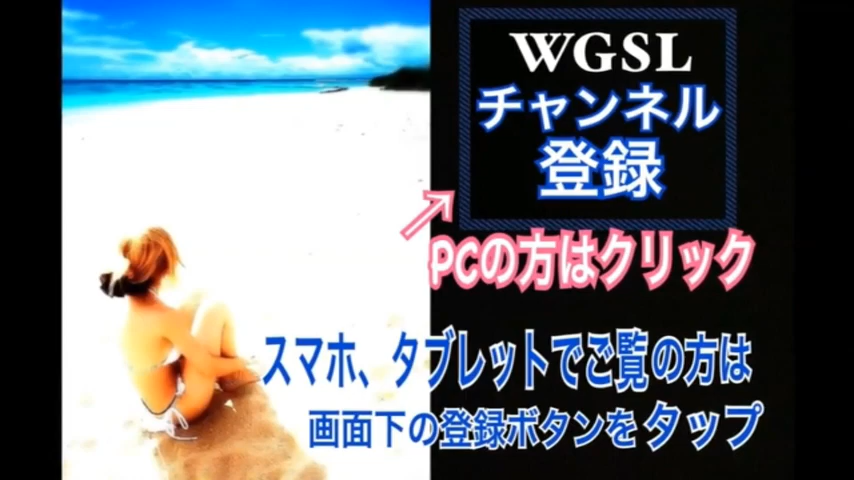 WGSL
チャンネル
登録
PCの方はクリック
スマホ、タブレットでご覧の方は
画面下の登録ボタンをタップ